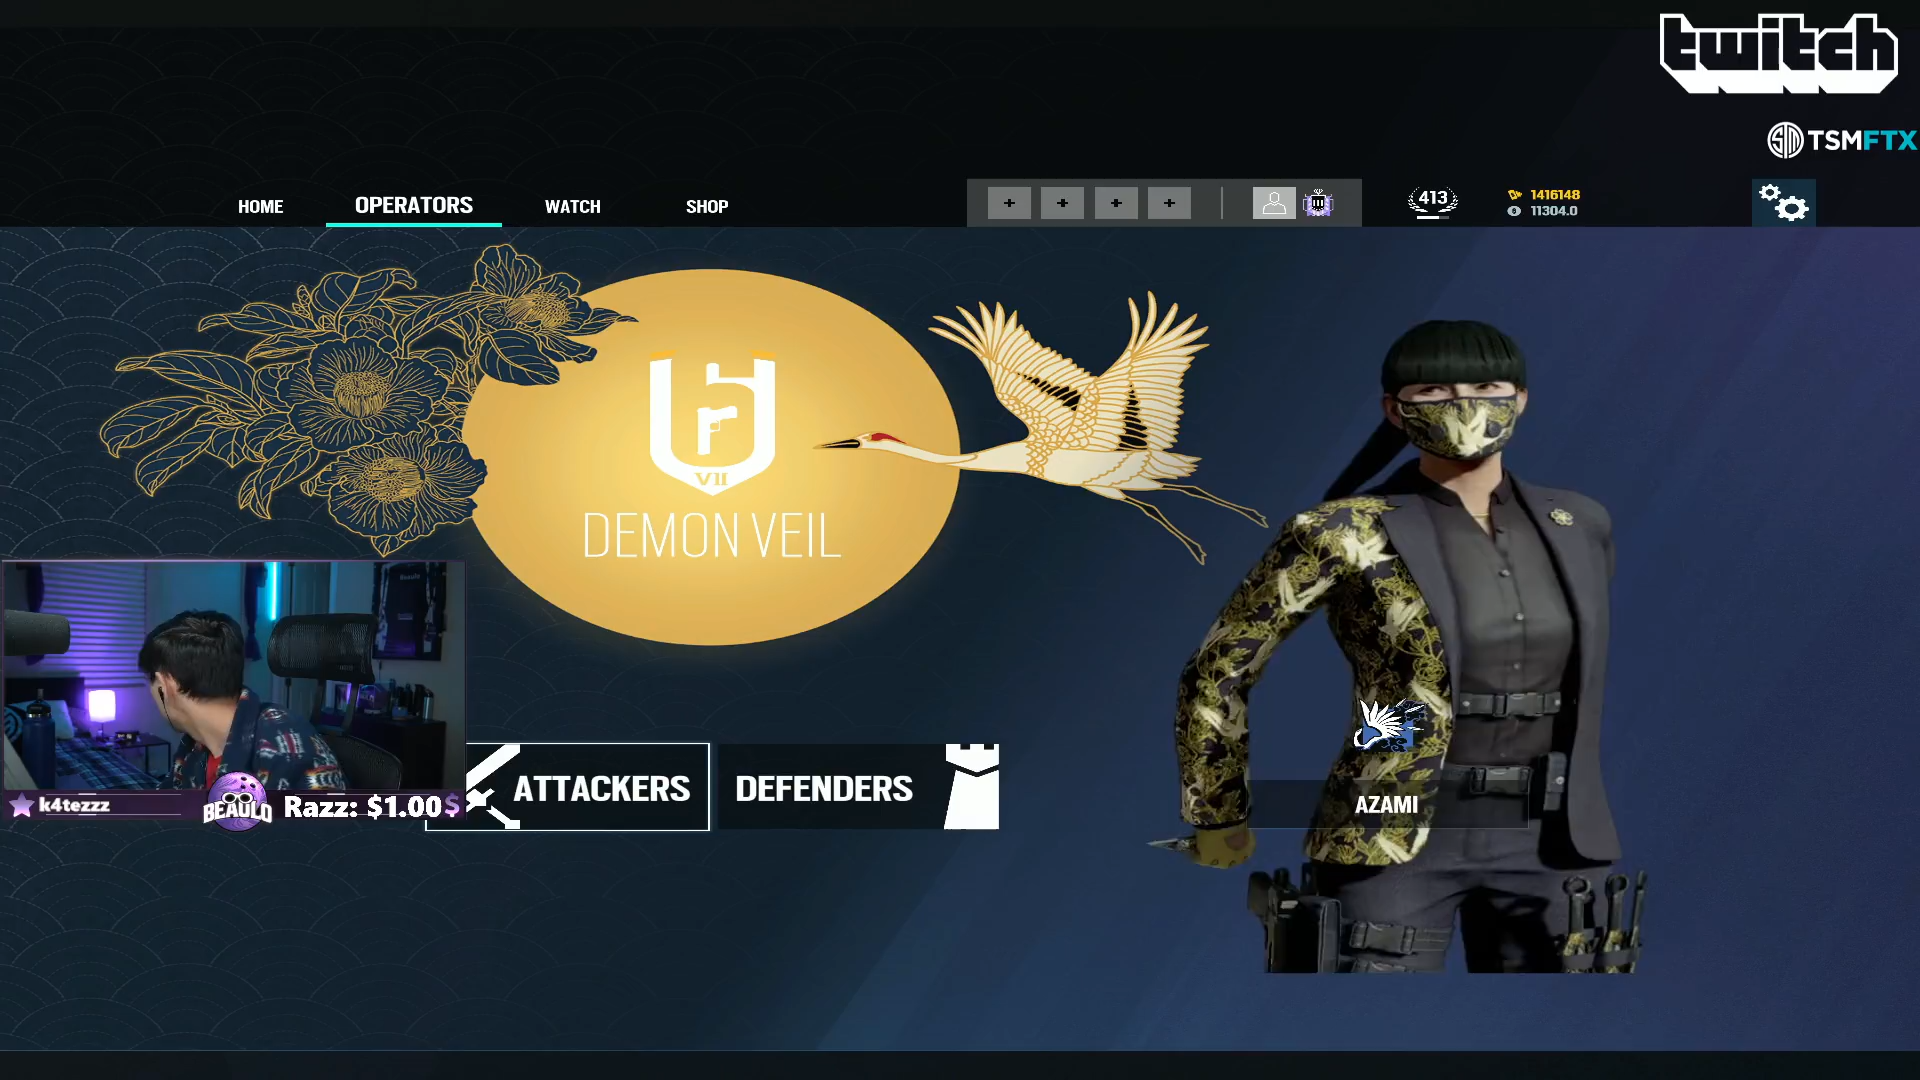 twitch
TSMFTX
HOME
OPERATORS
WATCH
SHOP
+
+
+
+
413
1416148
11304.0
VII
DEMON VEIL
k4tezzz
BEAULO
Razz: $1.00$
ATTACKERS
DEFENDERS
AZAMI